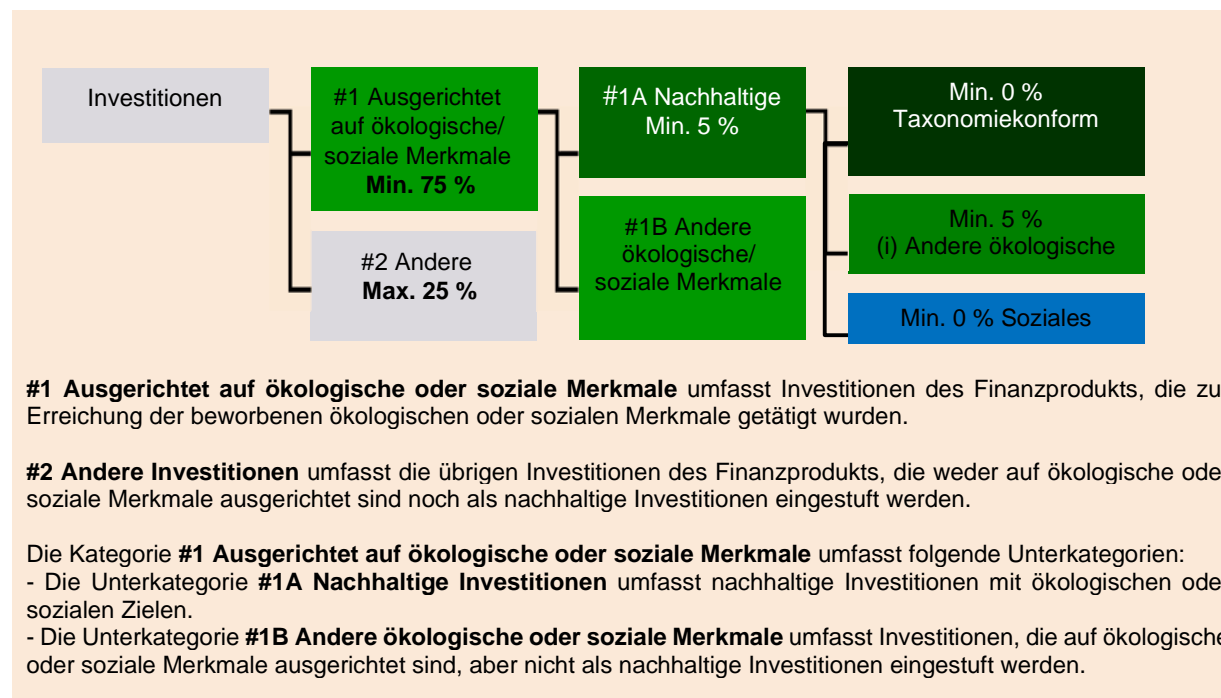 Investitionen
#1 Ausgerichtet
auf ökologische/
soziale Merkmale
Min. 75 %
#2 Andere
Max. 25 %
#1A Nachhaltige
Min. 5 %
#1B Andere
ökologische/
soziale Merkmale
Min. 0 %
Taxonomiekonform
Min. 5 %
(i) Andere ökologische
Min. 0 % Soziales
#1 Ausgerichtet auf ökologische oder soziale Merkmale umfasst Investitionen des Finanzprodukts, die zu
Erreichung der beworbenen ökologischen oder sozialen Merkmale getätigt wurden.
#2 Andere Investitionen umfasst die übrigen Investitionen des Finanzprodukts, die weder auf ökologische ode
soziale Merkmale ausgerichtet sind noch als nachhaltige Investitionen eingestuft werden.
Die Kategorie #1 Ausgerichtet auf ökologische oder soziale Merkmale umfasst folgende Unterkategorien:
- Die Unterkategorie #1A Nachhaltige Investitionen umfasst nachhaltige Investitionen mit ökologischen ode
sozialen Zielen.
- Die Unterkategorie #1B Andere ökologische oder soziale Merkmale umfasst Investitionen, die auf ökologische
oder soziale Merkmale ausgerichtet sind, aber nicht als nachhaltige Investitionen eingestuft werden.